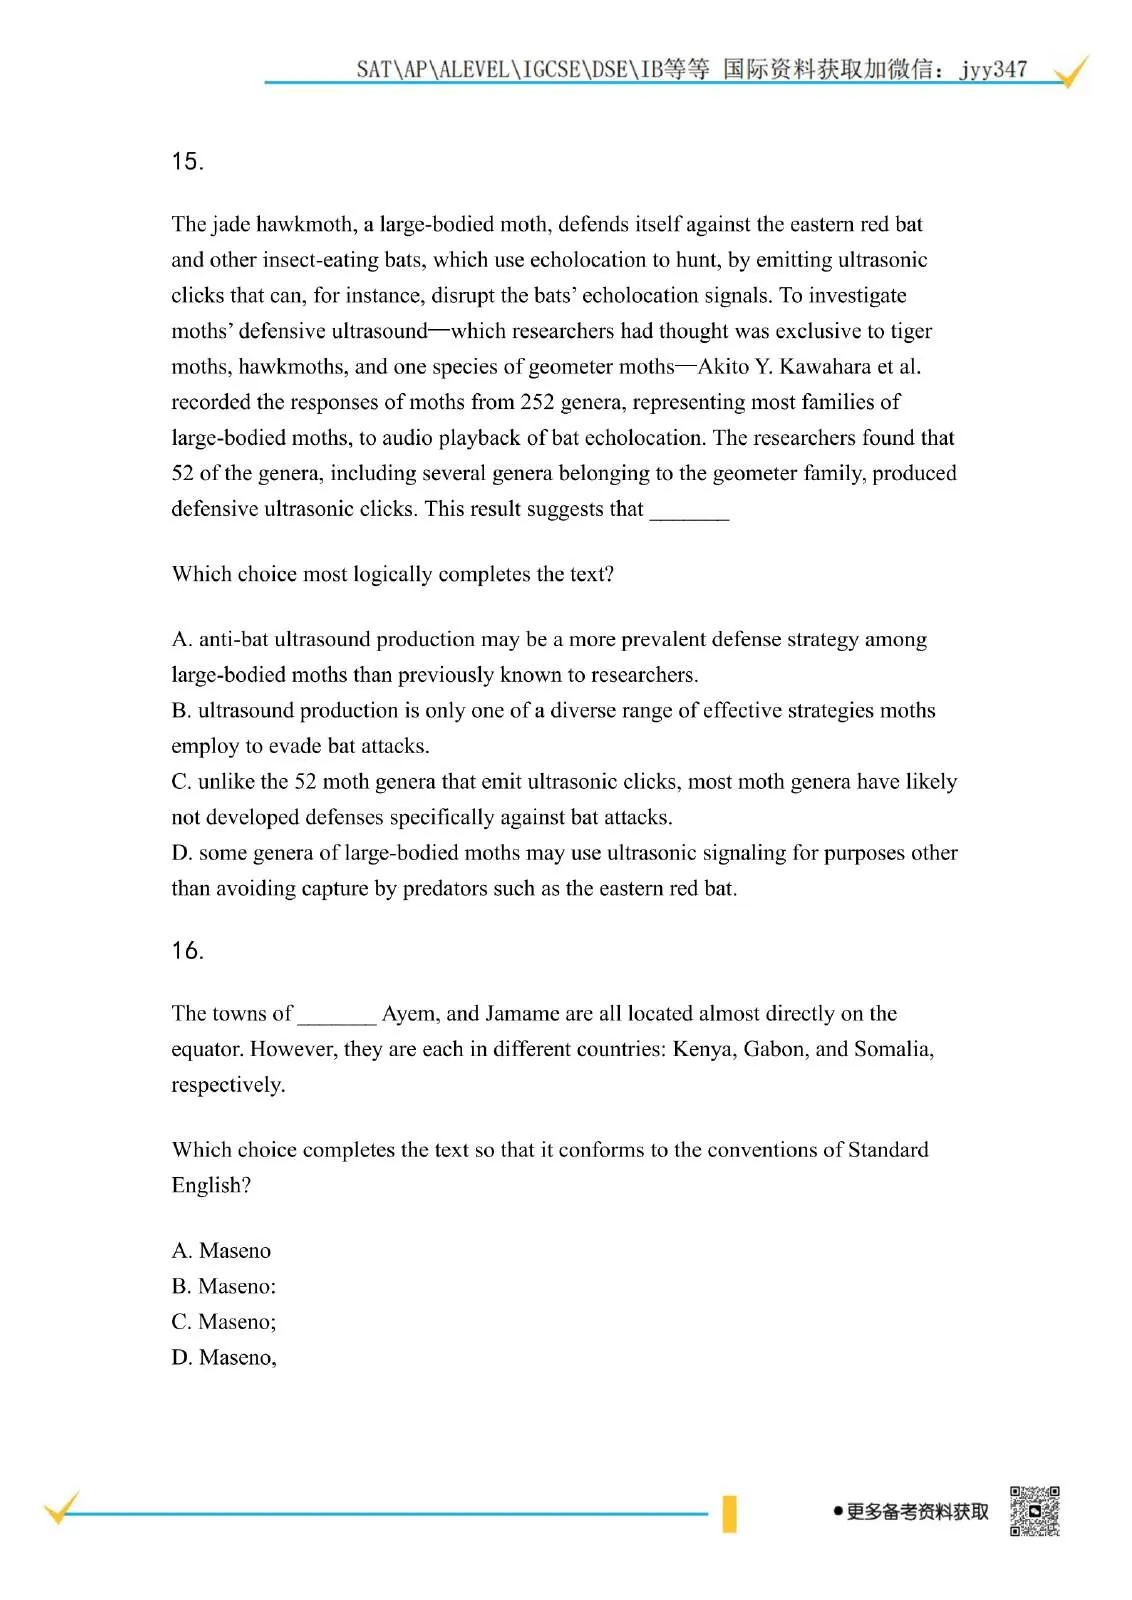 SAT\AP\ALEVEL\IGCSE\DSE\IB等等 国际资料获取加微信：jyy347
15.
The jade hawkmoth, a large-bodied moth, defends itself against the eastern red bat
and other insect-eating bats, which use echolocation to hunt, by emitting ultrasonic
clicks that can, for instance, disrupt the bats’ echolocation signals. To investigate
moths’ defensive ultrasound—which researchers had thought was exclusive to tiger
moths, hawkmoths, and one species of geometer moths—Akito Y. Kawahara et al.
recorded the responses of moths from 252 genera, representing most families of
large-bodied moths, to audio playback of bat echolocation. The researchers found that
52 of the genera, including several genera belonging to the geometer family, produced
defensive ultrasonic clicks. This result suggests that _______
Which choice most logically completes the text?
A. anti-bat ultrasound production may be a more prevalent defense strategy among
large-bodied moths than previously known to researchers.
B. ultrasound production is only one of a diverse range of effective strategies moths
employ to evade bat attacks.
C. unlike the 52 moth genera that emit ultrasonic clicks, most moth genera have likely
not developed defenses specifically against bat attacks.
D. some genera of large-bodied moths may use ultrasonic signaling for purposes other
than avoiding capture by predators such as the eastern red bat.
16.
The towns of _______ Ayem, and Jamame are all located almost directly on the
equator. However, they are each in different countries: Kenya, Gabon, and Somalia,
respectively.
Which choice completes the text so that it conforms to the conventions of Standard
English?
A. Maseno
B. Maseno:
C. Maseno;
D. Maseno,
●更多备考资料获取